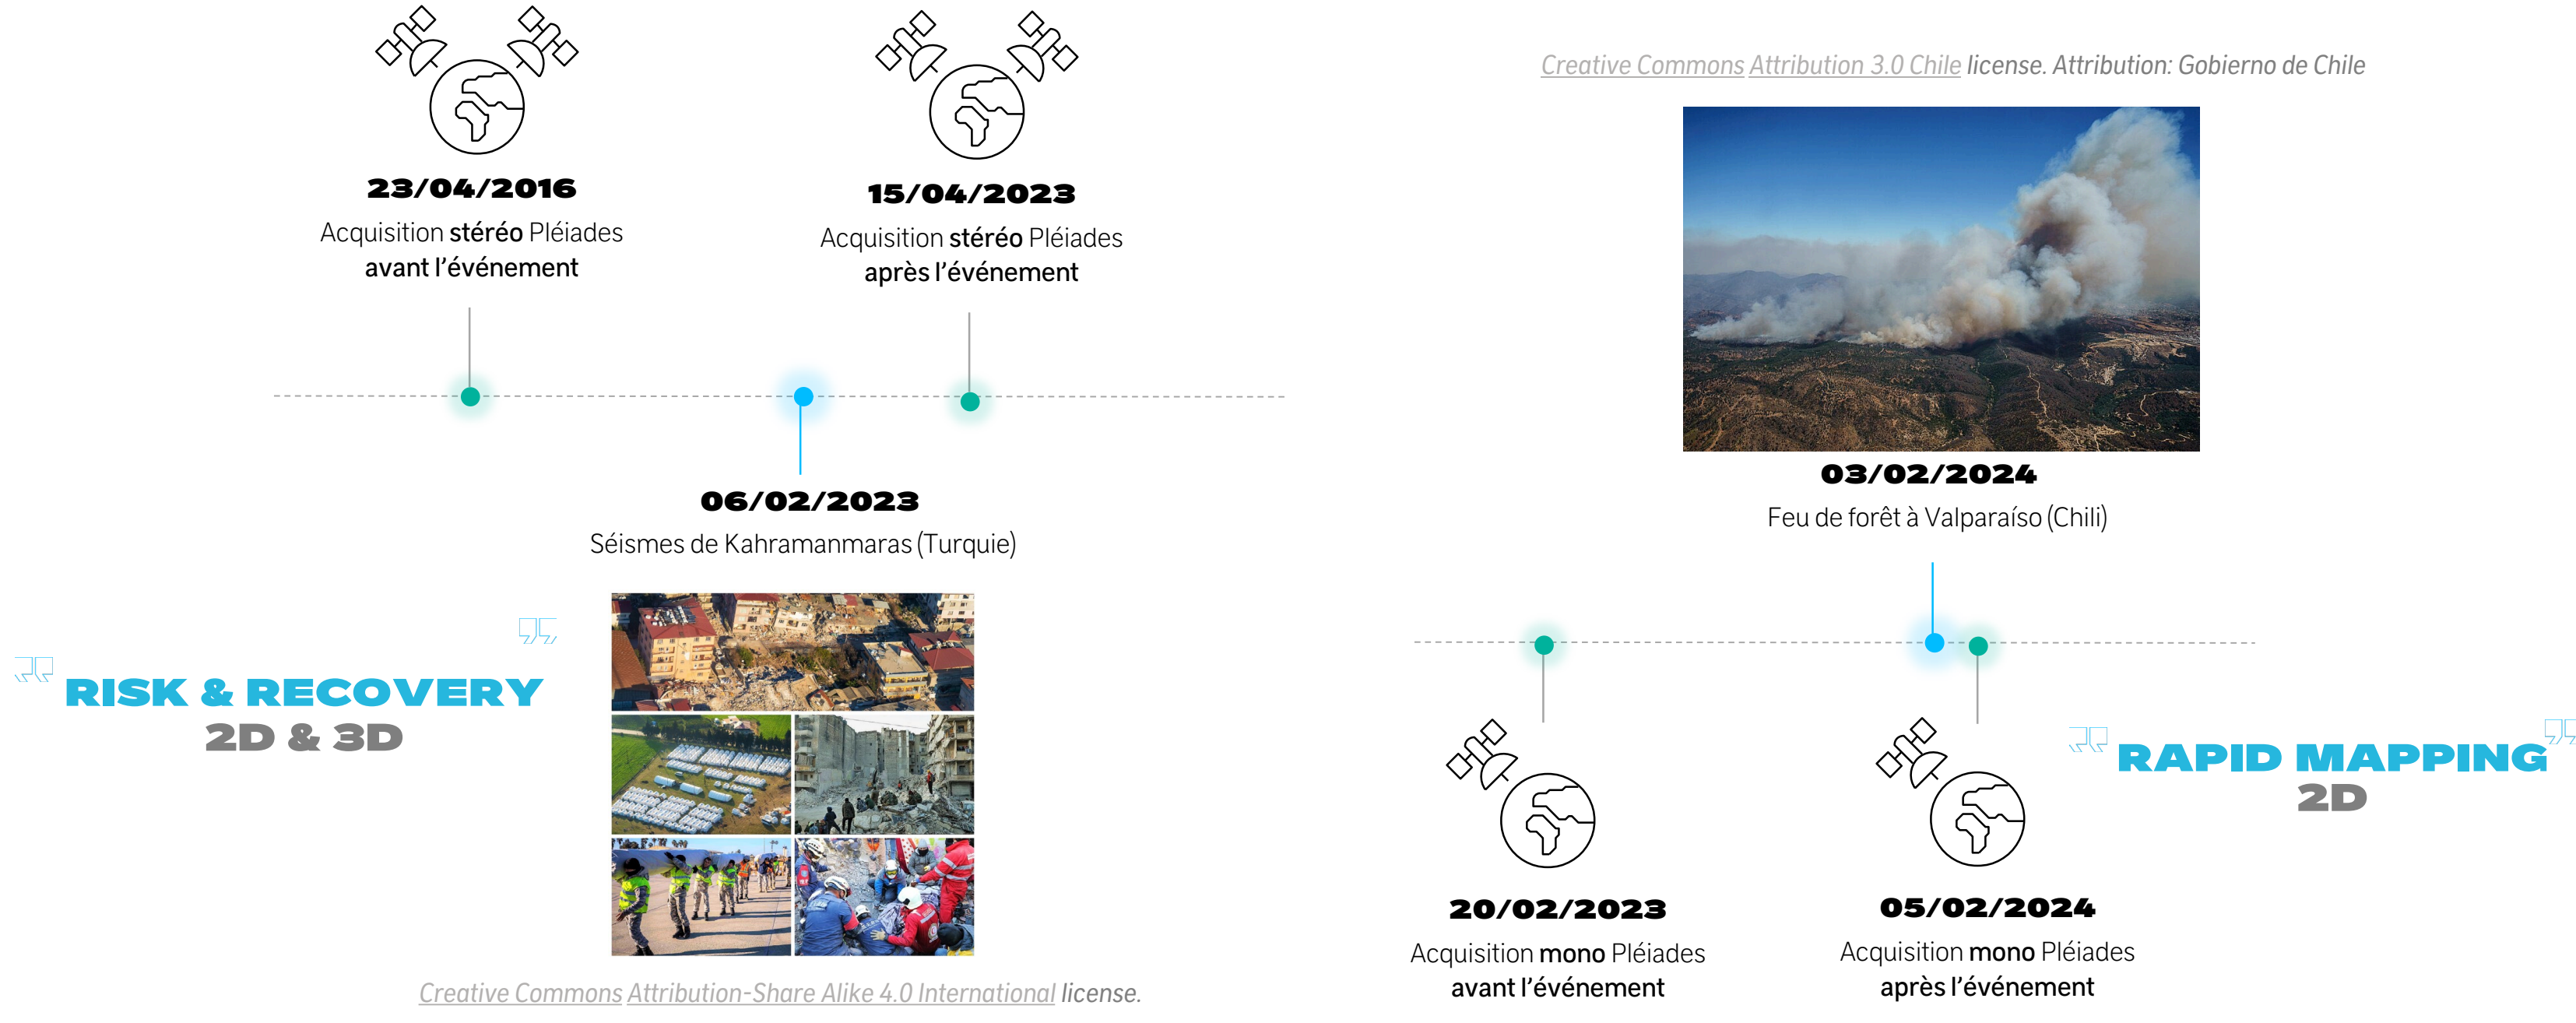 23/04/2016
Acquisition stéréo Pléiades
avant l'événement
15/04/2023
Acquisition stéréo Pléiades
après l'événement
06/02/2023
Séismes de Kahramanmaras (Turquie)
RISK & RECOVERY
2D & 3D
Creative Commons Attribution-Share Alike 4.0 International license.
Creative Commons Attribution 3.0 Chile license. Attribution: Gobierno de Chile
03/02/2024
Feu de forêt à Valparaíso (Chili)
20/02/2023
Acquisition mono Pléiades
avant l'événement
05/02/2024
Acquisition mono Pléiades
après l'événement
RAPID MAPPING
2D